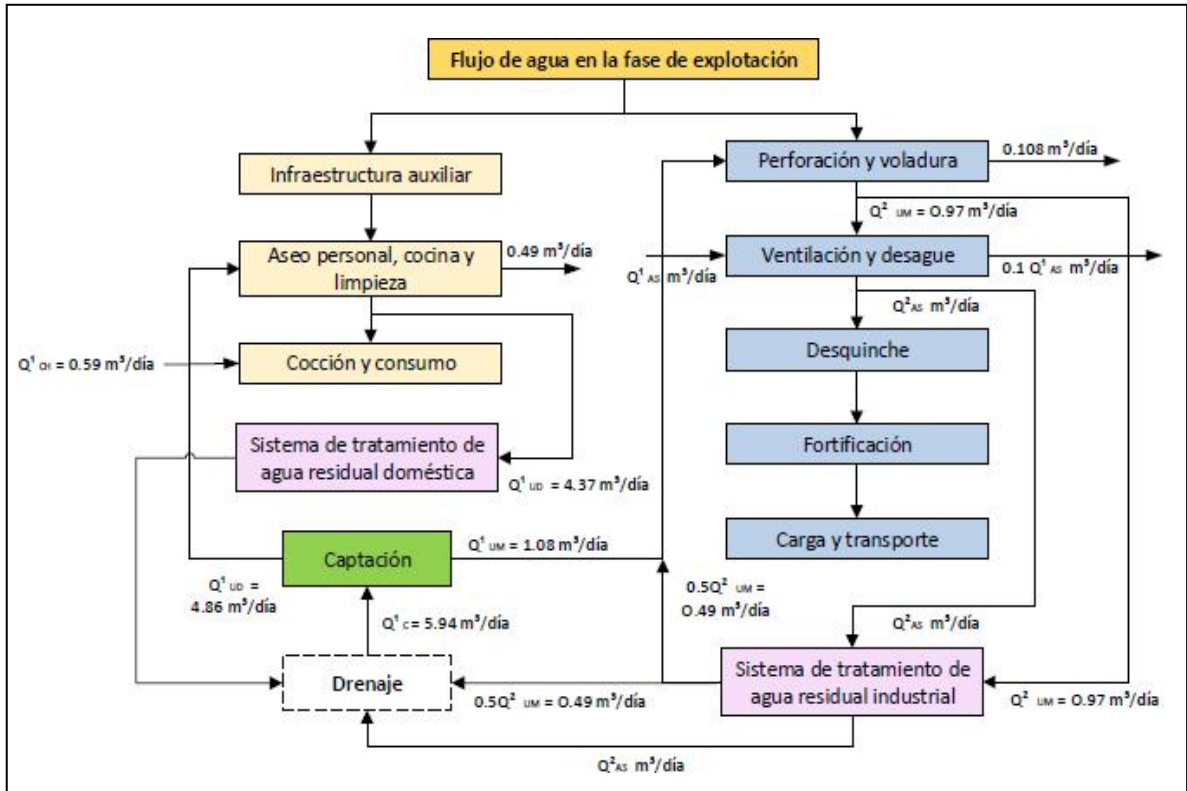 Flujo de agua en la fase de explotación
Infraestructura auxiliar
Aseo personal, cocina y
limpieza
0.49 m³/día
Q¹ CH = 0.59 m³/día
Cocción y consumo
Sistema de tratamiento de
agua residual doméstica
Q¹ UD = 4.37 m³/día
Captación
Q¹ UM = 1.08 m³/día
Q¹ UD =
4.86 m³/día
Q¹ C = 5.94 m³/día
Drenaje
0.5Q² UM = 0.49 m³/día
Q²AS m³/día
Perforación y voladura
0.108 m³/día
Q² UM = 0.97 m³/día
Q¹ AS m³/día
Ventilación y desague
0.1 Q¹ AS m³/día
Q²AS m³/día
Desquinche
Fortificación
Carga y transporte
0.5Q² UM =
0.49 m³/día
Q²AS m³/día
Sistema de tratamiento de
agua residual industrial
Q² UM = 0.97 m³/día